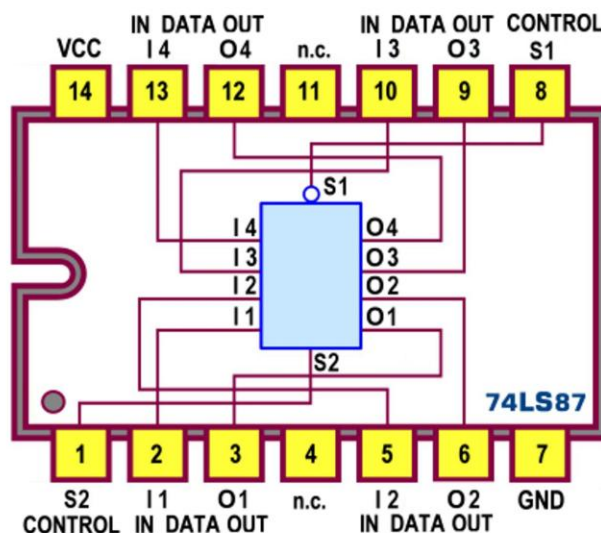 IN DATA OUT IN DATA OUT CONTROL
VCC I4 O4 n.c. I3 O3 S1
14 13 12 11 10 9 8
S1
I4 O4
I3 O3
I2 O2
I1 O1
S2
74LS87
1 2 3 4 5 6 7
S2 I1 O1 n.c. I2 O2 GND
CONTROL IN DATA OUT IN DATA OUT